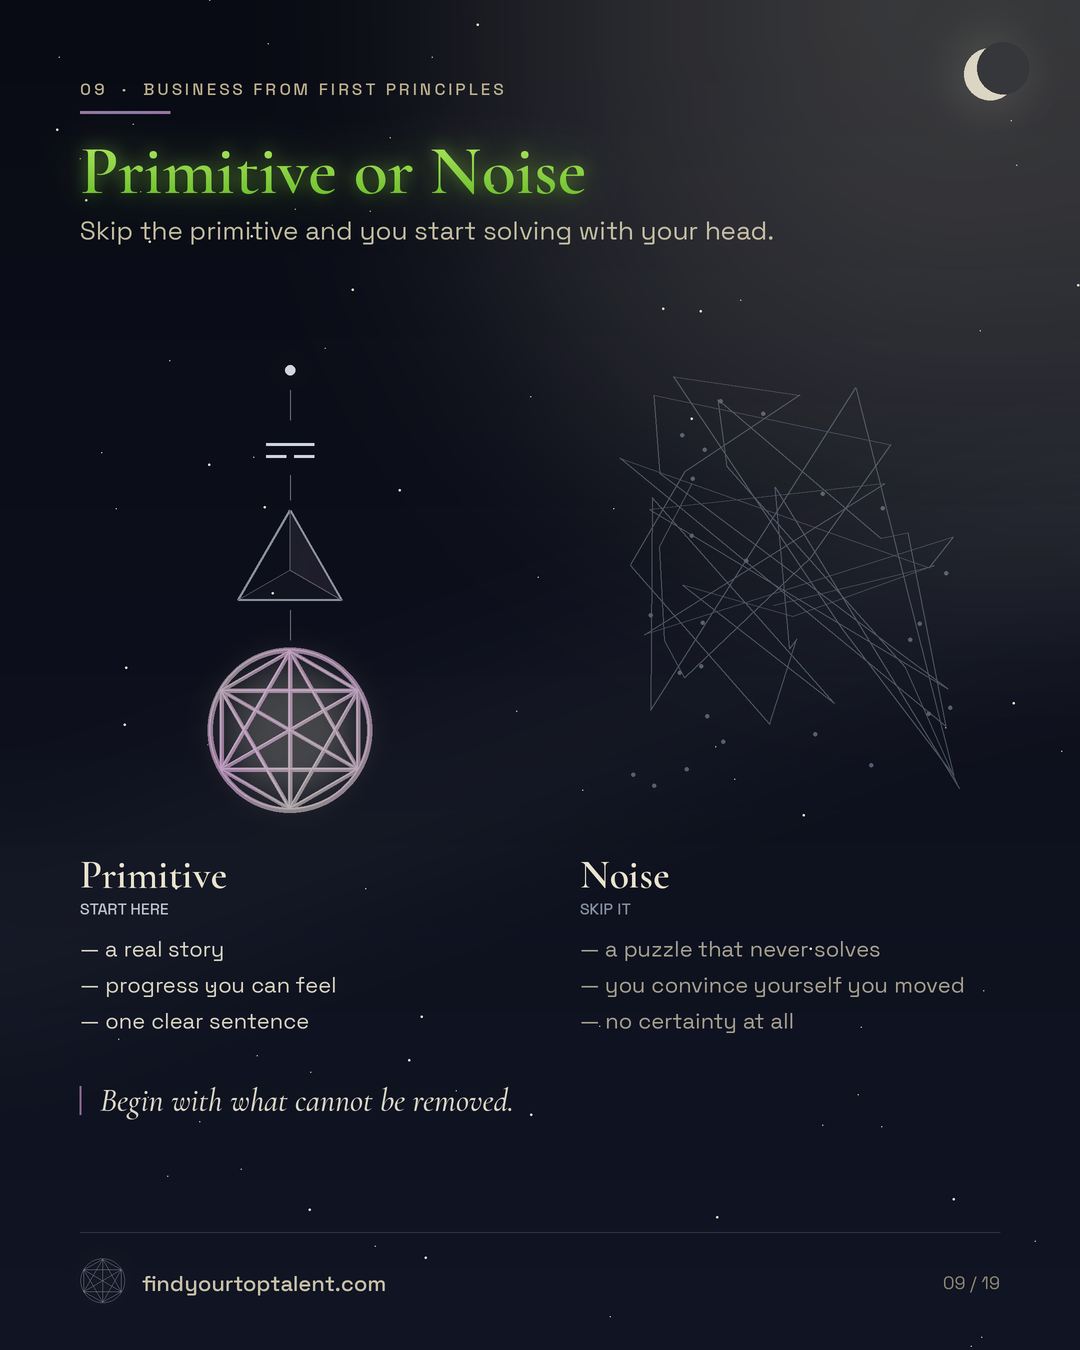 09 · BUSINESS FROM FIRST PRINCIPLES
Primitive or Noise
Skip the primitive and you start solving with your head.
Primitive
START HERE
— a real story
— progress you can feel
— one clear sentence
Noise
SKIP IT
— a puzzle that never solves
— you convince yourself you moved
— no certainty at all
Begin with what cannot be removed.
findyourtoptalent.com
09 / 19